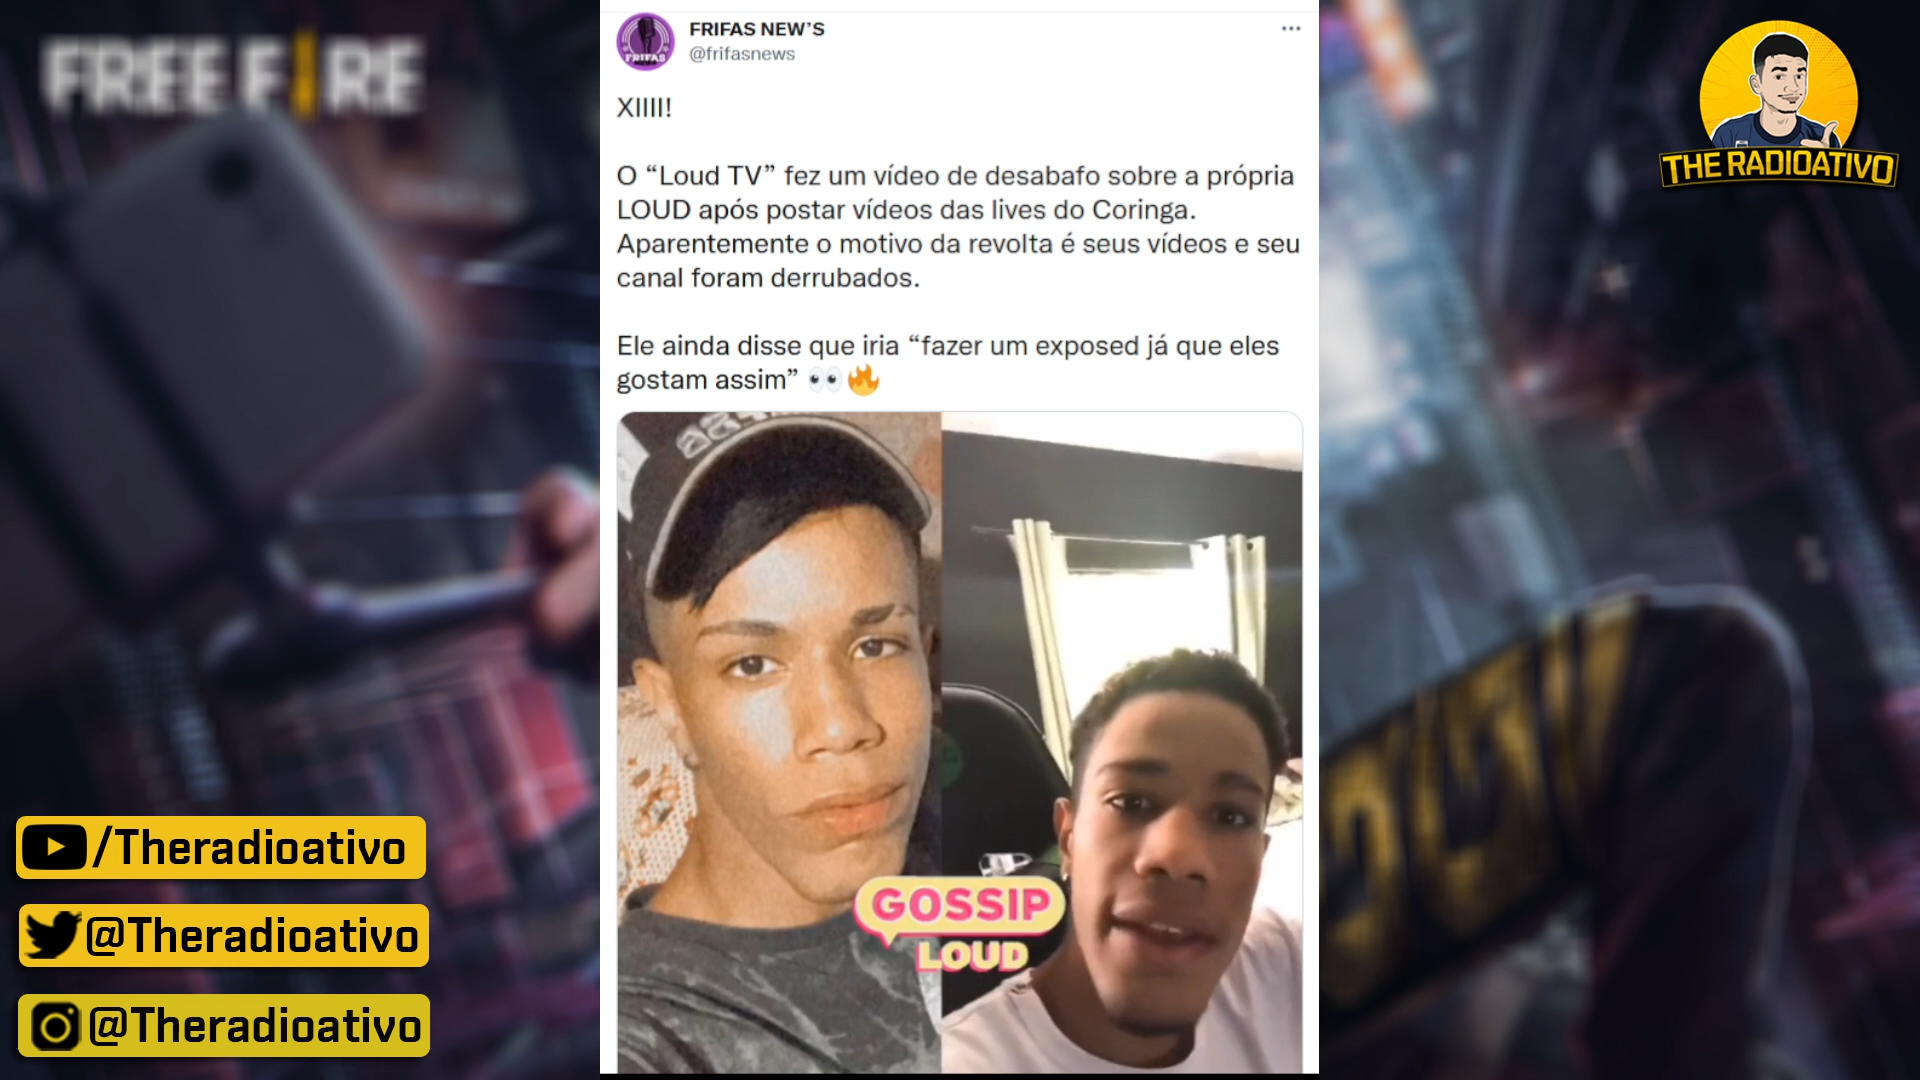 FREE FIRE
FRIFAS NEW'S
@frifasnews
FRIFAS
XIIII!
O “Loud TV” fez um vídeo de desabafo sobre a própria
LOUD após postar vídeos das lives do Coringa.
Aparentemente o motivo da revolta é seus vídeos e seu
canal foram derrubados.
Ele ainda disse que iria “fazer um exposed já que eles
gostam assim” 👀🔥
GOSSIP
LOUD
THE RADIOATIVO
/Theradioativo
@Theradioativo
@Theradioativo